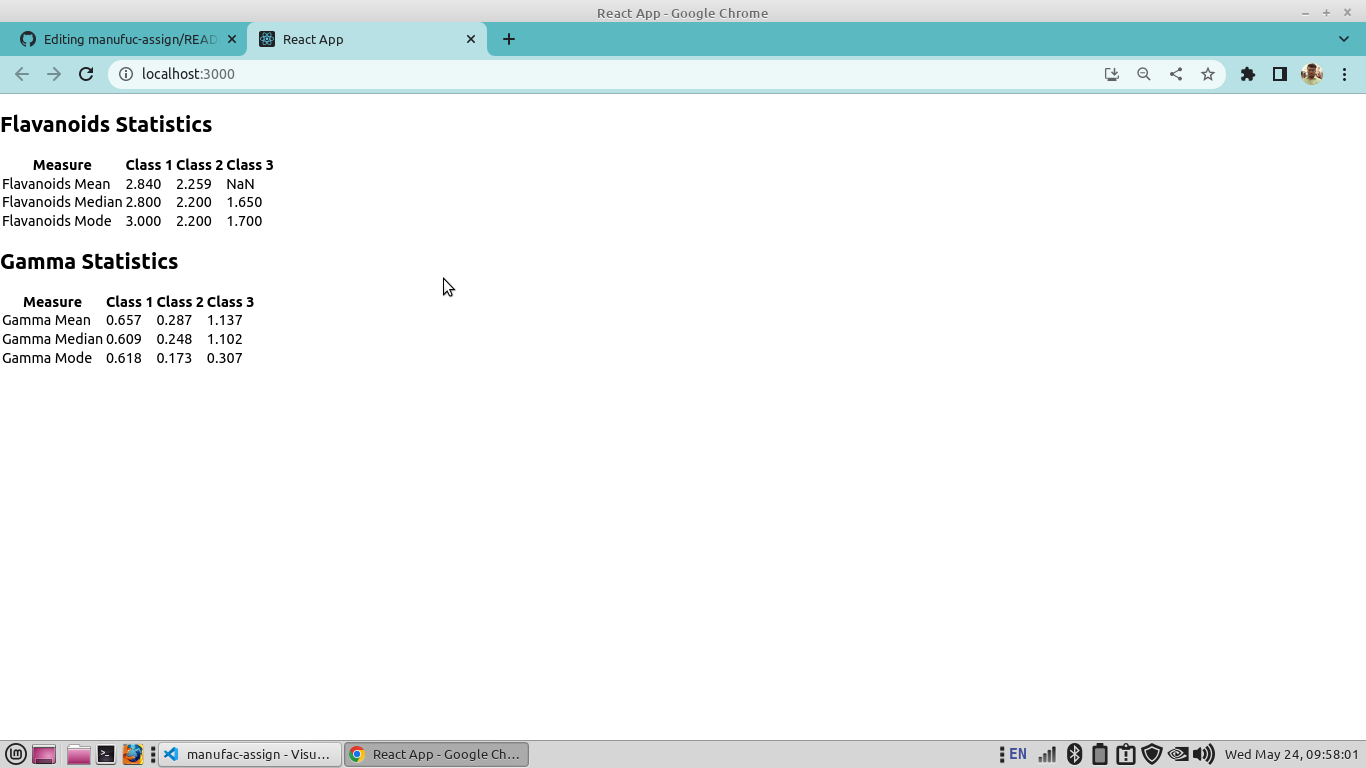 React App - Google Chrome
Editing manufuc-assign/READ
React App
localhost:3000
Flavanoids Statistics
Measure Class 1 Class 2 Class 3
Flavanoids Mean 2.840 2.259 NaN
Flavanoids Median 2.800 2.200 1.650
Flavanoids Mode 3.000 2.200 1.700
Gamma Statistics
Measure Class 1 Class 2 Class 3
Gamma Mean 0.657 0.287 1.137
Gamma Median 0.609 0.248 1.102
Gamma Mode 0.618 0.173 0.307
manufac-assign - Visu... React App - Google Ch... EN Wed May 24, 09:58:01